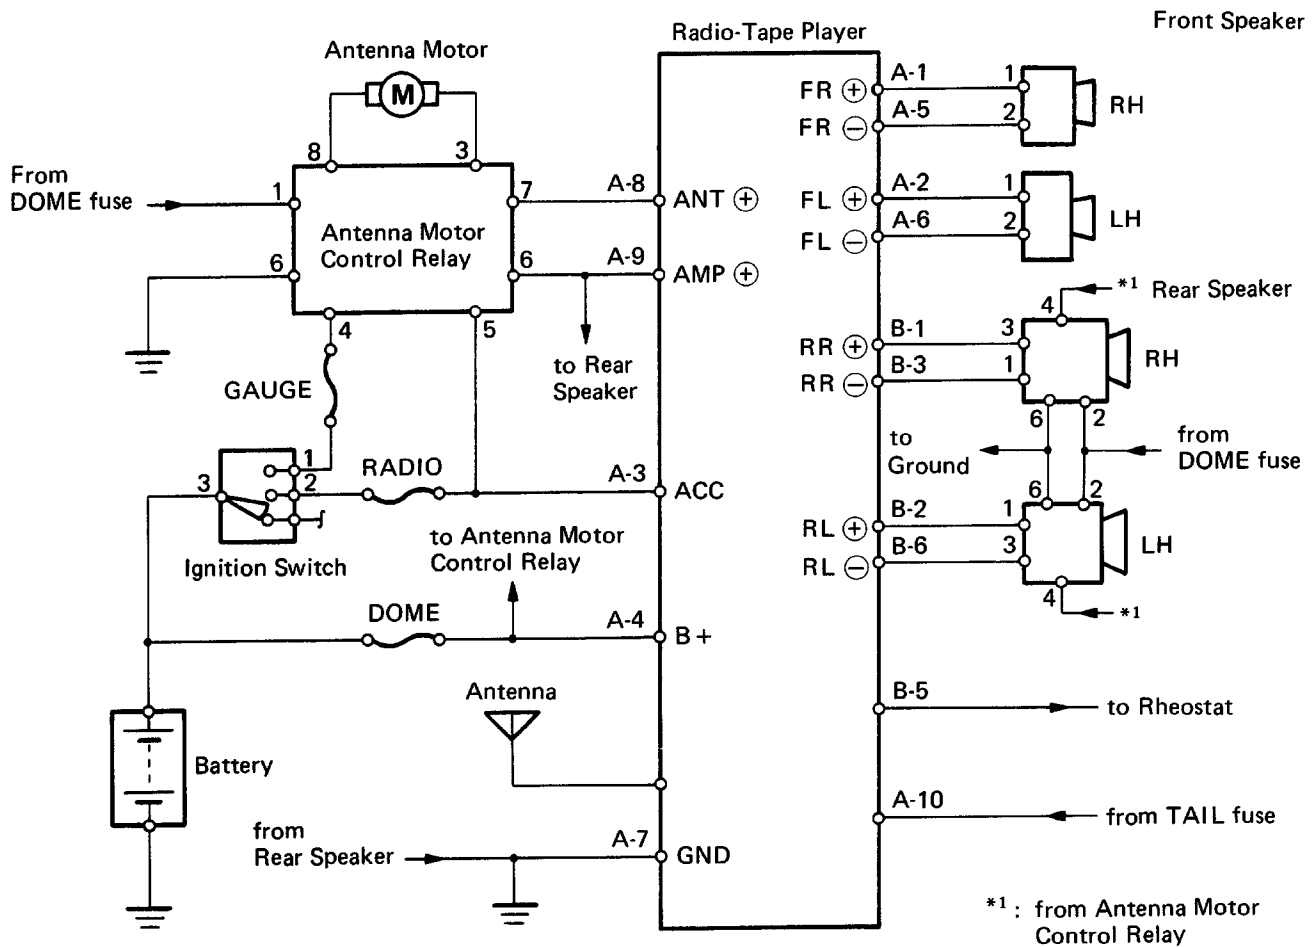 Front Speaker
Radio-Tape Player
Antenna Motor
M
8
3
From
DOME fuse
1
7
6
6
Antenna Motor
Control Relay
4
5
A-8
ANT ⊕
A-9
AMP ⊕
to Rear
Speaker
GAUGE
1
2
3
Ignition Switch
RADIO
A-3
ACC
to Antenna Motor
Control Relay
DOME
A-4
B+
Antenna
Battery
from
Rear Speaker
A-7
GND
FR ⊕
A-1
1
FR ⊖
A-5
2
RH
FL ⊕
A-2
1
FL ⊖
A-6
2
LH
*1 Rear Speaker
4
RR ⊕
B-1
3
RR ⊖
B-3
1
RH
6
2
to
Ground
from
DOME fuse
6
2
RL ⊕
B-2
1
RL ⊖
B-6
3
LH
4
*1
B-5
to Rheostat
A-10
from TAIL fuse
*1 : from Antenna Motor
Control Relay